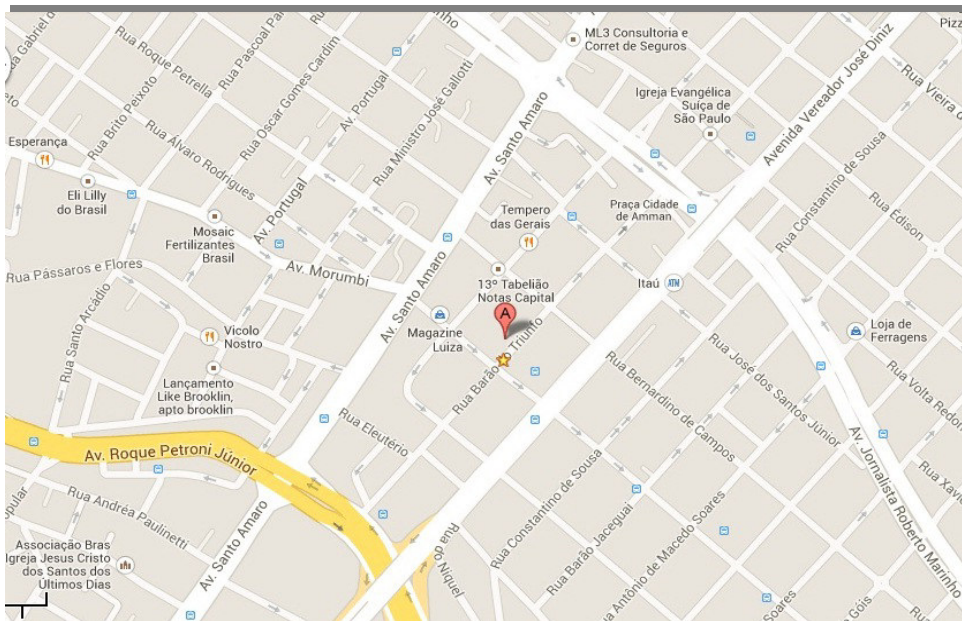 ML3 Consultoria e
Corret de Seguros
Pizz
Rua Gabriel d
Rua Roque Petrella
Rua Pascoal Pa
Rua Oscar Gomes Cardim
Av. Portugal
Rua Ministro José Gallotti
Av. Santo Amaro
Igreja Evangélica
Suíça de
São Paulo
Avenida Vereador José Diniz
Rua Vieira d
Rua Brito Peixoto
Rua Álvaro Rodrigues
Esperança
Eli Lilly
do Brasil
Av. Portugal
Mosaic
Fertilizantes
Brasil
Av. Morumbi
Tempero
das Gerais
Praça Cidade
de Amman
Rua Constantino de Sousa
Rua Édison
Rua Pássaros e Flores
Rua Santo Arcádio
Av. Santo Amaro
13º Tabelião
Notas Capital
Itaú
ATM
A
Magazine
Luiza
Vicolo
Nostro
Loja de
Ferragens
Lançamento
Like Brooklin,
apto brooklin
Rua Barão do Triunfo
Rua Bernardino de Campos
Rua José dos Santos Júnior
Rua Volta Redon
Rua Eleutério
Av. Roque Petroni Júnior
Rua Constantino de Sousa
Rua Barão Jaceguai
Rua Antônio de Macedo Soares
Av. Jornalista Roberto Marinho
Rua Xavi
Rua Andréa Paulinetti
opular
Av. Santo Amaro
Rua do Níquel
Associação Bras
Igreja Jesus Cristo
dos Santos dos
Últimos Dias
Soares
Góis